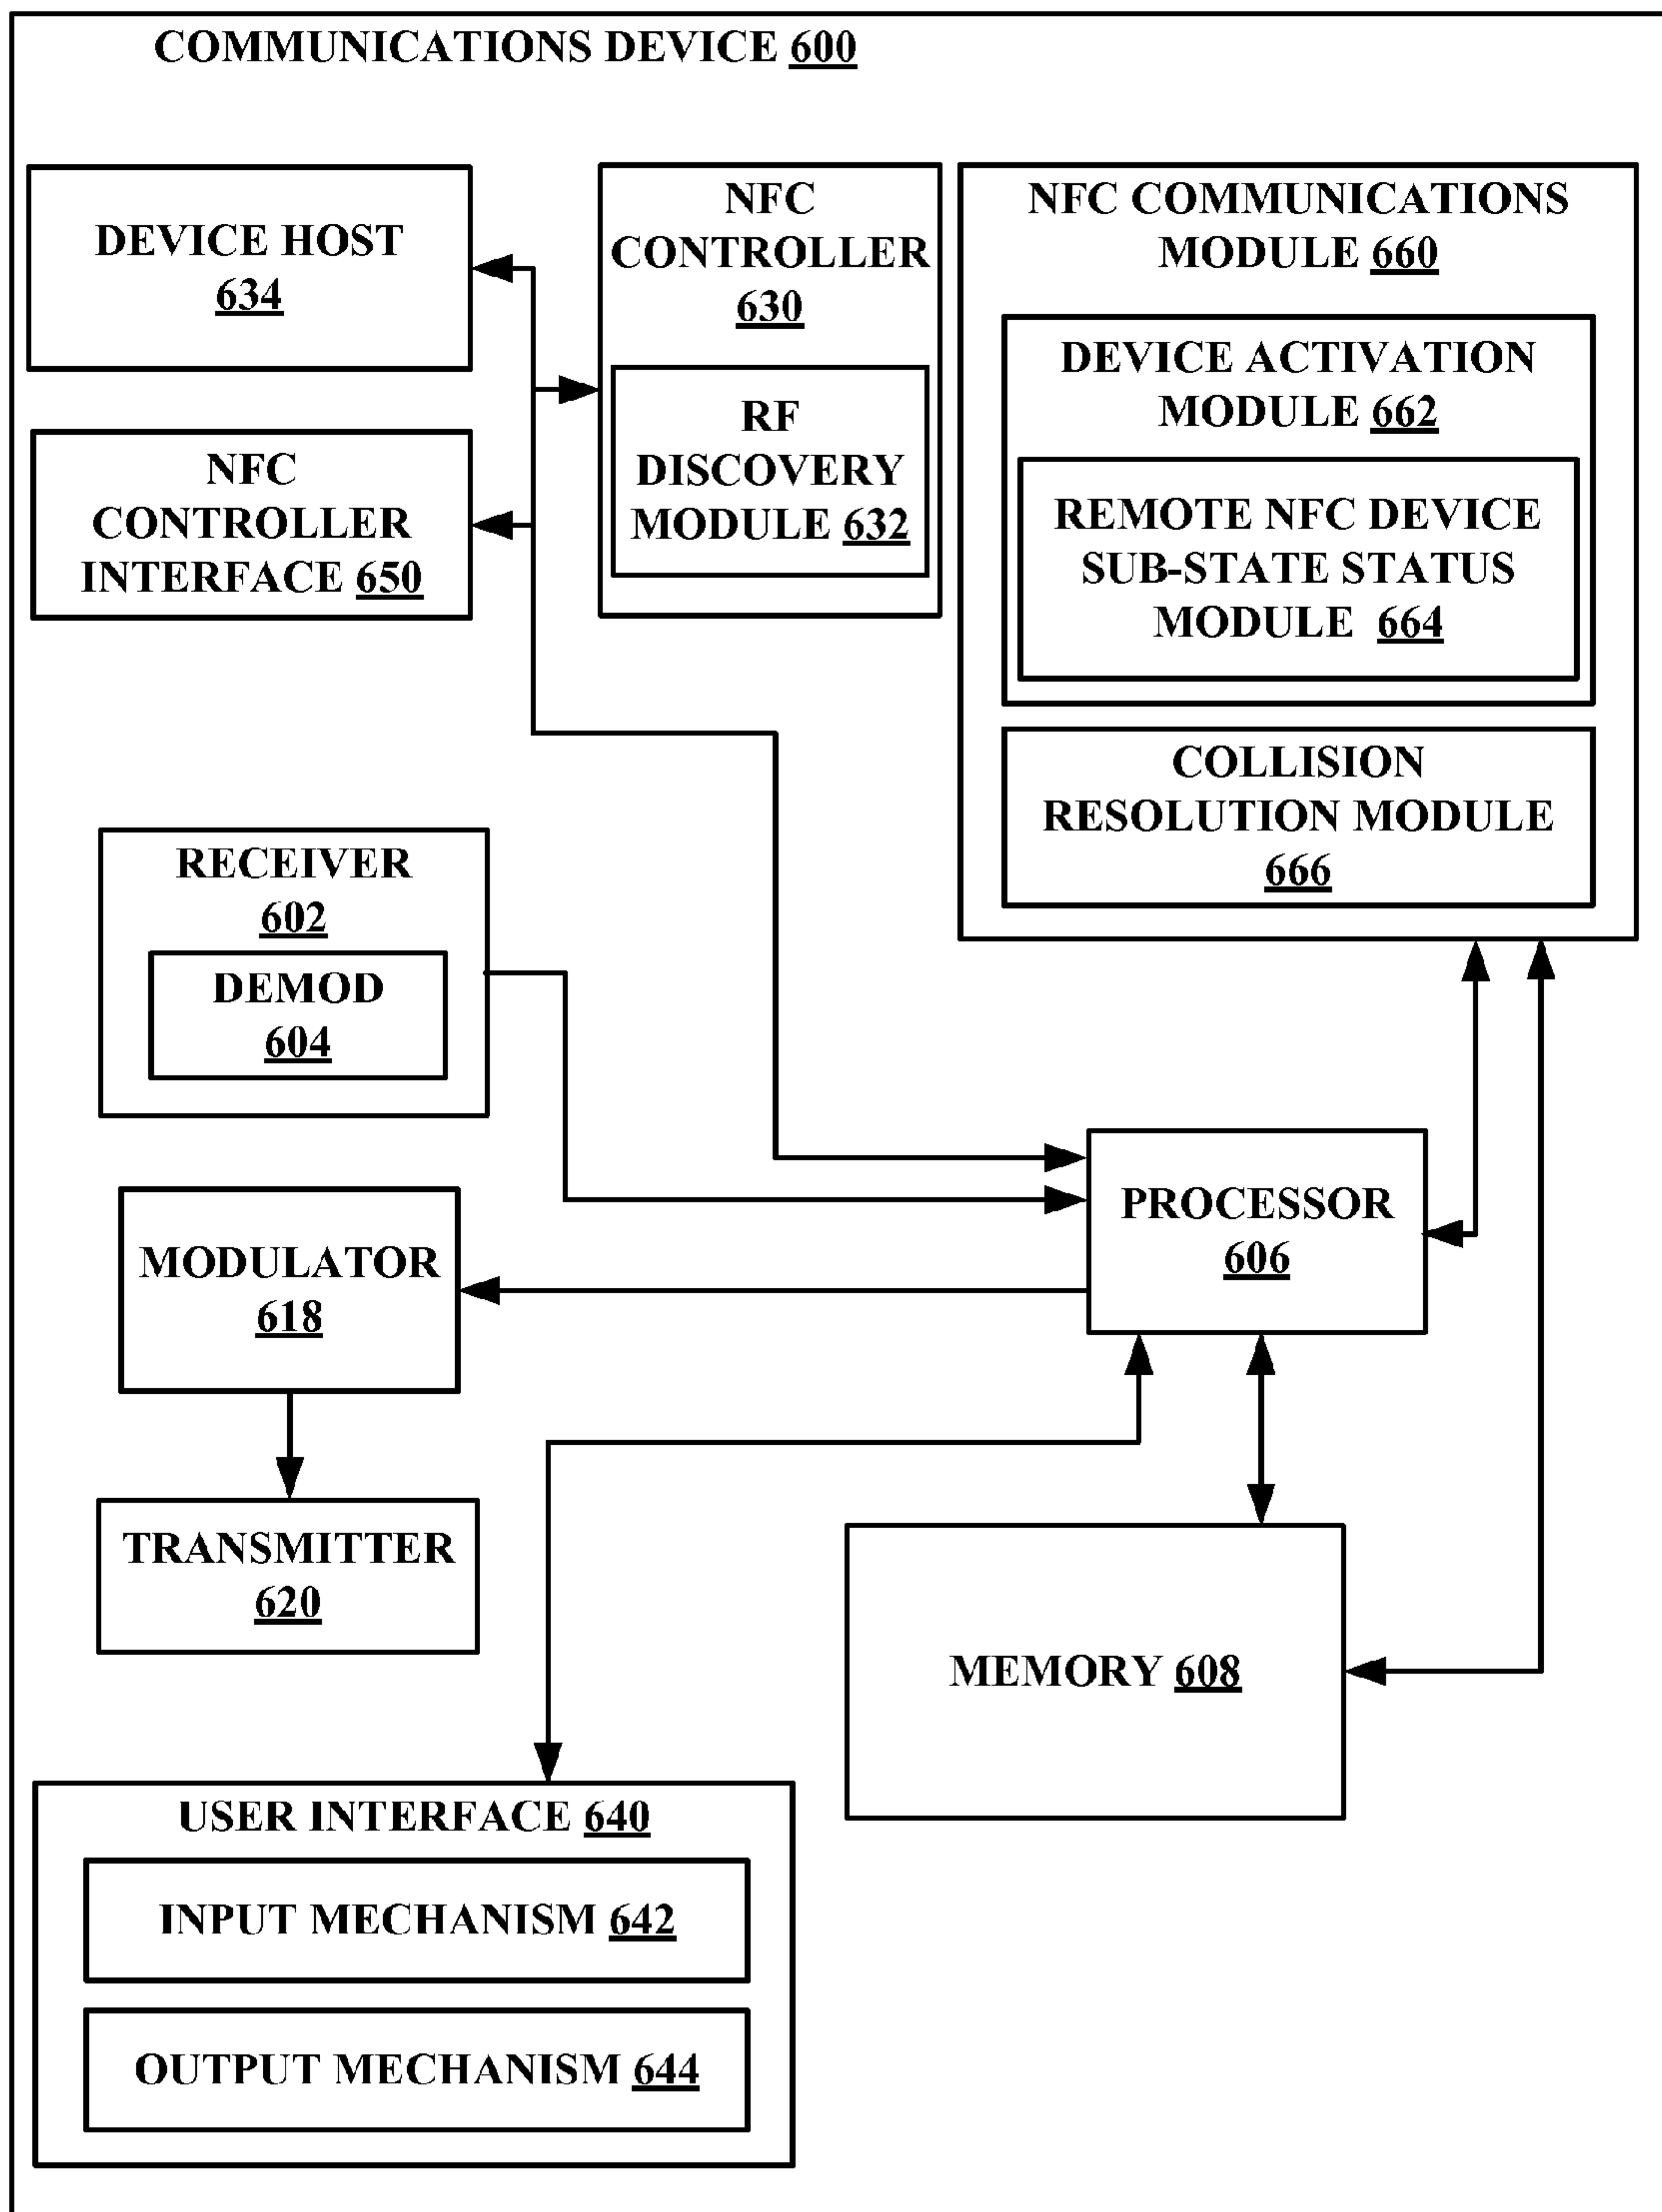 COMMUNICATIONS DEVICE 600
DEVICE HOST
634
NFC
CONTROLLER
INTERFACE 650
NFC
CONTROLLER
630
RF
DISCOVERY
MODULE 632
NFC COMMUNICATIONS
MODULE 660
DEVICE ACTIVATION
MODULE 662
REMOTE NFC DEVICE
SUB-STATE STATUS
MODULE 664
COLLISION
RESOLUTION MODULE
666
RECEIVER
602
DEMOD
604
PROCESSOR
606
MODULATOR
618
TRANSMITTER
620
MEMORY 608
USER INTERFACE 640
INPUT MECHANISM 642
OUTPUT MECHANISM 644